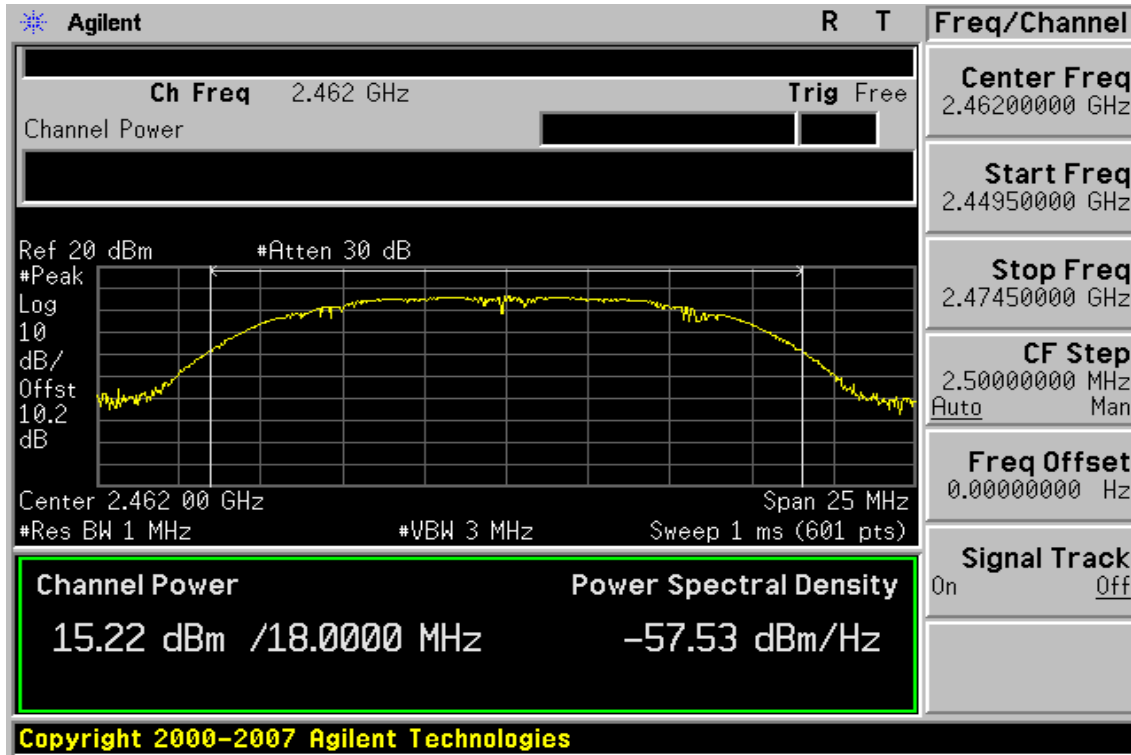 Agilent R T
Ch Freq 2.462 GHz Trig Free
Channel Power
Ref 20 dBm #Atten 30 dB
#Peak
Log
10
dB/
Offst
10.2
dB
Center 2.462 00 GHz Span 25 MHz
#Res BW 1 MHz #VBW 3 MHz Sweep 1 ms (601 pts)
Channel Power Power Spectral Density
15.22 dBm /18.0000 MHz -57.53 dBm/Hz
Copyright 2000-2007 Agilent Technologies
Freq/Channel
Center Freq
2.46200000 GHz
Start Freq
2.44950000 GHz
Stop Freq
2.47450000 GHz
CF Step
2.50000000 MHz
Auto Man
Freq Offset
0.00000000 Hz
Signal Track
On Off